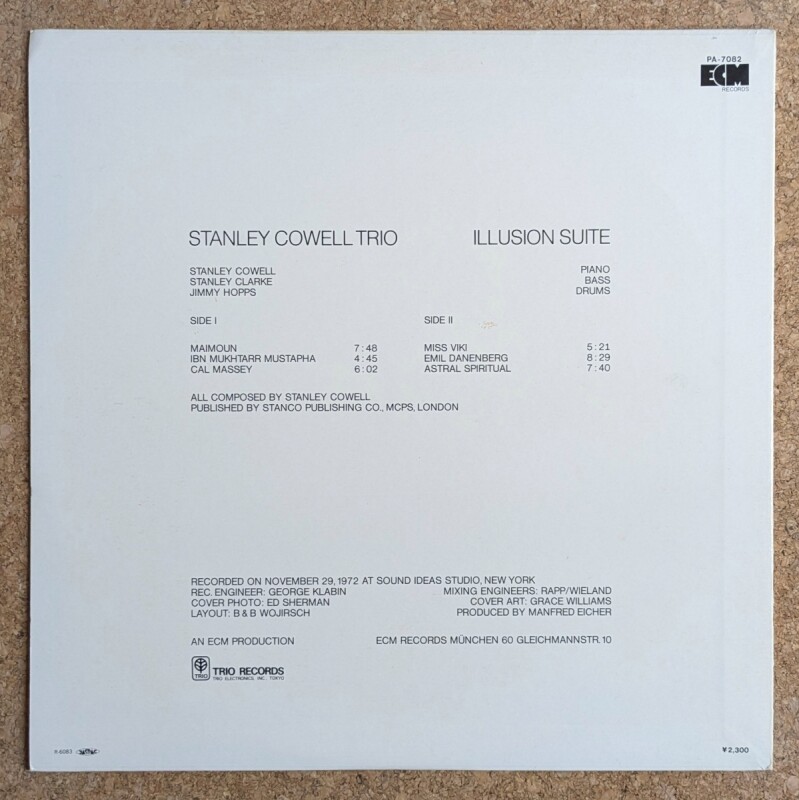 PA-7082
ECM
RECORDS
STANLEY COWELL TRIO ILLUSION SUITE
STANLEY COWELL PIANO
STANLEY CLARKE BASS
JIMMY HOPPS DRUMS
SIDE I SIDE II
MAIMOUN 7:48 MISS VIKI 5:21
IBN MUKHTARR MUSTAPHA 4:45 EMIL DANENBERG 8:29
CAL MASSEY 6:02 ASTRAL SPIRITUAL 7:40
ALL COMPOSED BY STANLEY COWELL
PUBLISHED BY STANCO PUBLISHING CO., MCPS, LONDON
RECORDED ON NOVEMBER 29, 1972 AT SOUND IDEAS STUDIO, NEW YORK
REC. ENGINEER: GEORGE KLABIN MIXING ENGINEERS: RAPP/WIELAND
COVER PHOTO: ED SHERMAN COVER ART: GRACE WILLIAMS
LAYOUT: B & B WOJIRSCH PRODUCED BY MANFRED EICHER
AN ECM PRODUCTION ECM RECORDS MÜNCHEN 60 GLEICHMANNSTR. 10
TRIO
TRIO RECORDS
TRIO ELECTRONICS INC. TOKYO
¥2,300